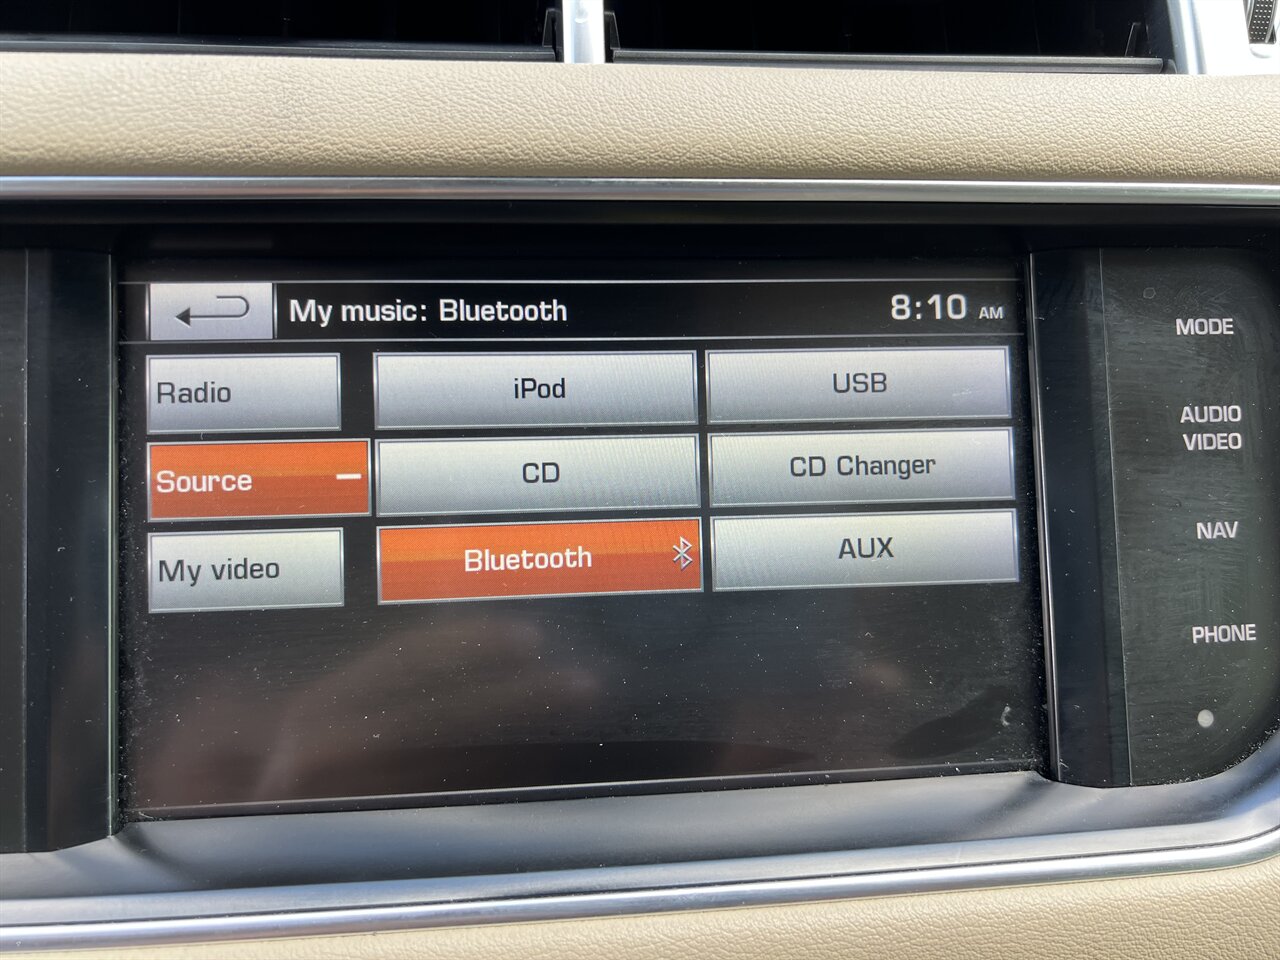 My music: Bluetooth
8:10 AM
Radio
iPod
USB
Source
CD
CD Changer
My video
Bluetooth
AUX
MODE
AUDIO
VIDEO
NAV
PHONE